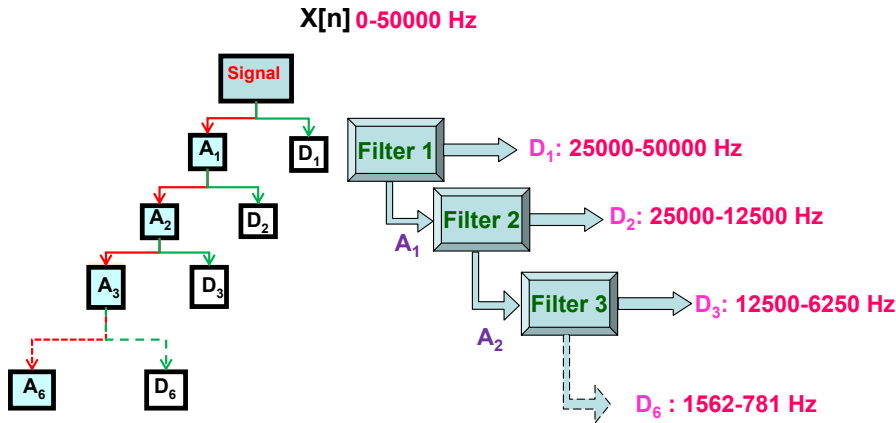 X[n] 0-50000 Hz
Signal
A₁
D₁
A₂
D₂
A₃
D₃
A₆
D₆
Filter 1
D₁: 25000-50000 Hz
A₁
Filter 2
D₂: 25000-12500 Hz
A₂
Filter 3
D₃: 12500-6250 Hz
D₆ : 1562-781 Hz